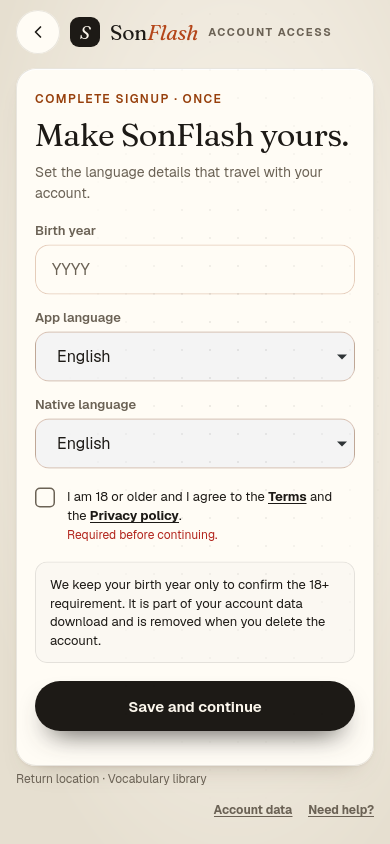 S SonFlash ACCOUNT ACCESS
COMPLETE SIGNUP · ONCE
Make SonFlash yours.
Set the language details that travel with your
account.
Birth year
YYYY
App language
English
Native language
English
I am 18 or older and I agree to the Terms and
the Privacy policy.
Required before continuing.
We keep your birth year only to confirm the 18+
requirement. It is part of your account data
download and is removed when you delete the
account.
Save and continue
Return location · Vocabulary library
Account data Need help?